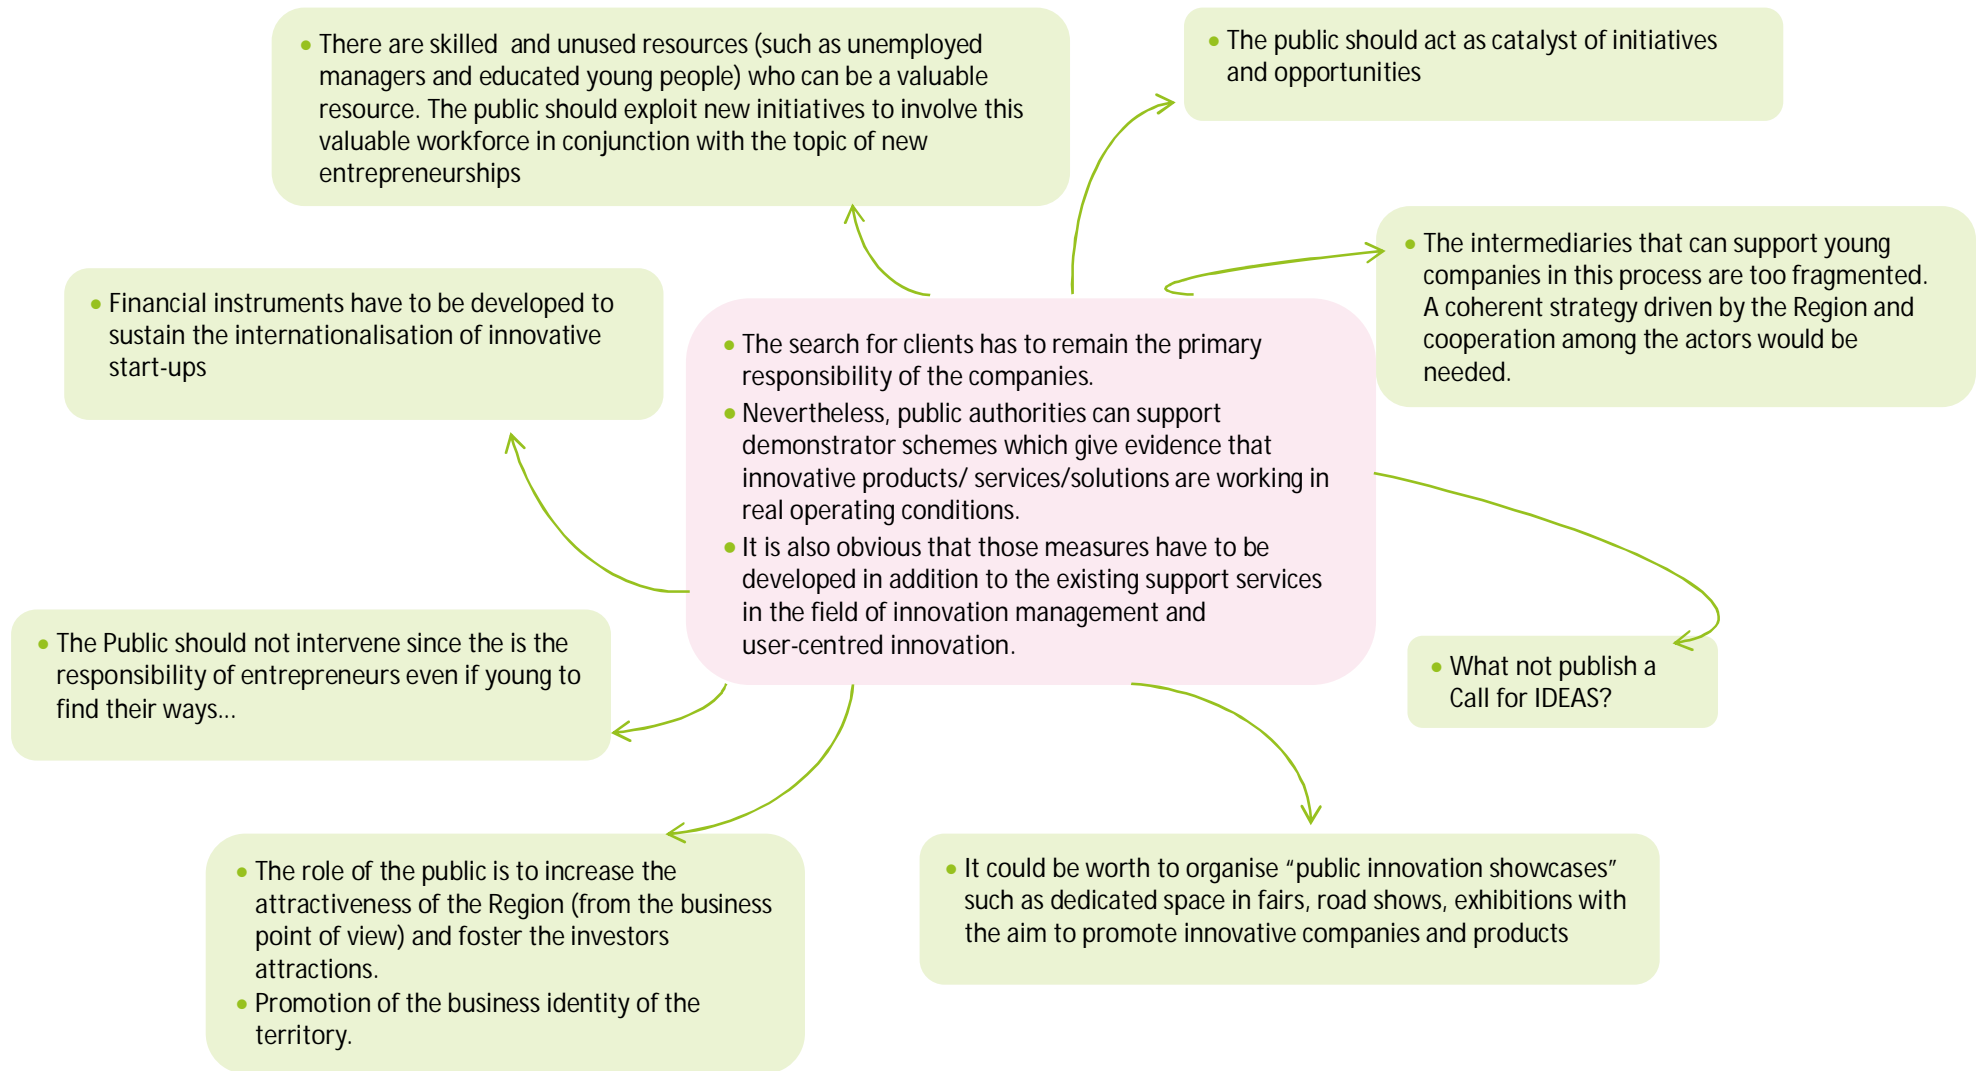 • There are skilled and unused resources (such as unemployed
managers and educated young people) who can be a valuable
resource. The public should exploit new initiatives to involve this
valuable workforce in conjunction with the topic of new
entrepreneurships
• The public should act as catalyst of initiatives
and opportunities
• The intermediaries that can support young
companies in this process are too fragmented.
A coherent strategy driven by the Region and
cooperation among the actors would be
needed.
• Financial instruments have to be developed to
sustain the internationalisation of innovative
start-ups
• The search for clients has to remain the primary
responsibility of the companies.
• Nevertheless, public authorities can support
demonstrator schemes which give evidence that
innovative products/ services/solutions are working in
real operating conditions.
• It is also obvious that those measures have to be
developed in addition to the existing support services
in the field of innovation management and
user-centred innovation.
• The Public should not intervene since the is the
responsibility of entrepreneurs even if young to
find their ways...
• What not publish a
Call for IDEAS?
• The role of the public is to increase the
attractiveness of the Region (from the business
point of view) and foster the investors
attractions.
• Promotion of the business identity of the
territory.
• It could be worth to organise “public innovation showcases”
such as dedicated space in fairs, road shows, exhibitions with
the aim to promote innovative companies and products